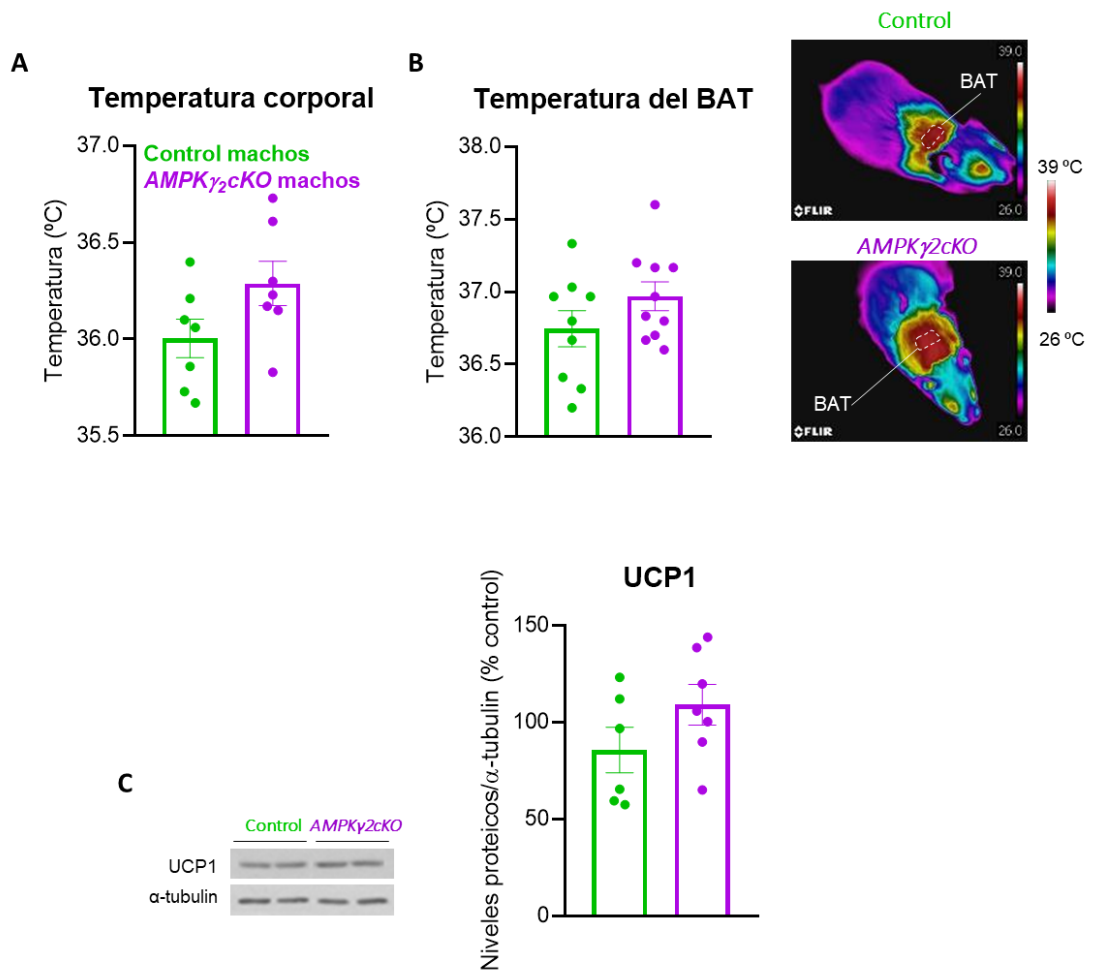 A
Temperatura corporal
Temperatura (ºC)
37.0
36.5
36.0
35.5
Control machos
AMPKγ2cKO machos
B
Temperatura del BAT
Temperatura (ºC)
38.0
37.5
37.0
36.5
36.0
Control
39.0
BAT
26.0
FLIR
39 ºC
26 ºC
AMPKγ2cKO
39.0
BAT
26.0
FLIR
C
Control AMPKγ2cKO
UCP1
α-tubulin
UCP1
Niveles proteicos/α-tubulin (% control)
150
100
50
0